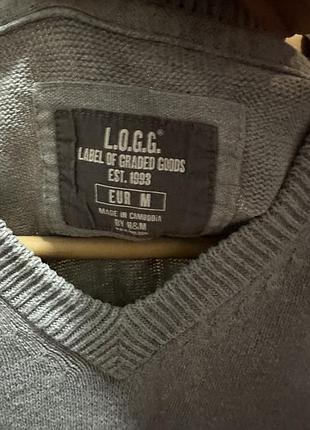 L.O.G.G.®
LABEL OF GRADED GOODS
EST. 1993
EUR M
MADE IN CAMBODIA
BY H&M